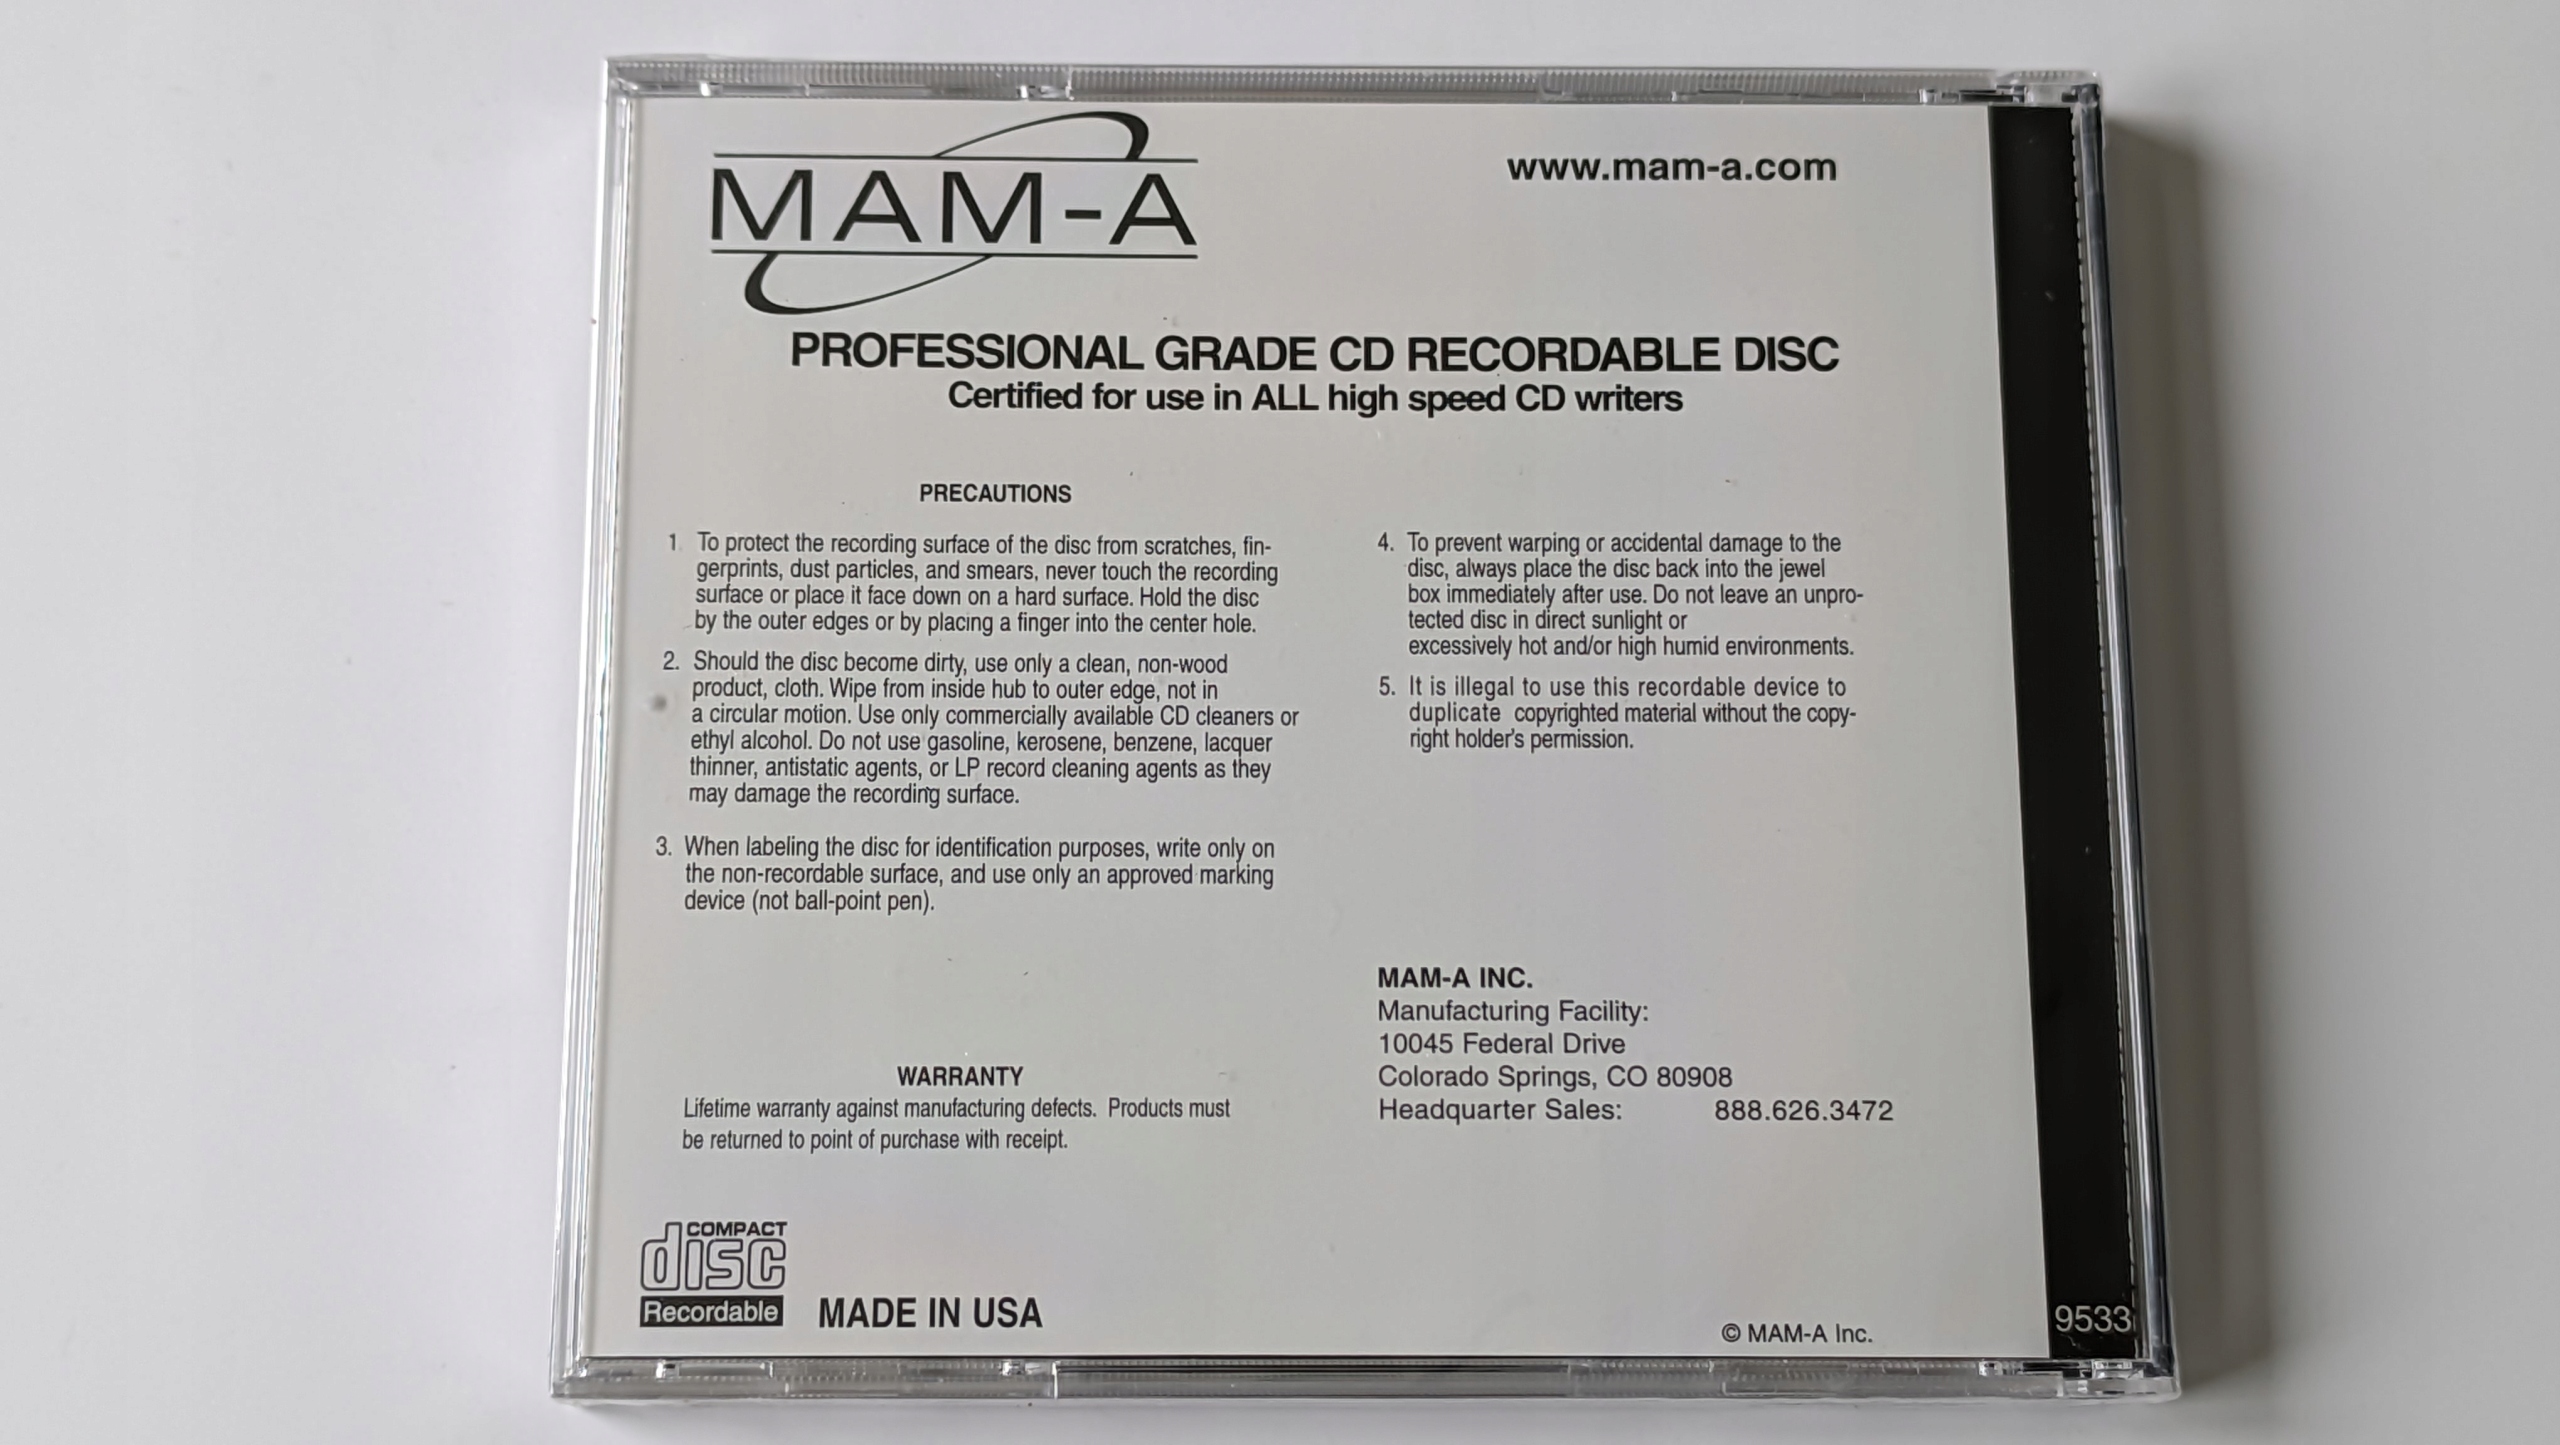 MAM-A
www.mam-a.com
PROFESSIONAL GRADE CD RECORDABLE DISC
Certified for use in ALL high speed CD writers
PRECAUTIONS
1. To protect the recording surface of the disc from scratches, fin-
gerprints, dust particles, and smears, never touch the recording
surface or place it face down on a hard surface. Hold the disc
by the outer edges or by placing a finger into the center hole.
2. Should the disc become dirty, use only a clean, non-wood
product, cloth. Wipe from inside hub to outer edge, not in
a circular motion. Use only commercially available CD cleaners or
ethyl alcohol. Do not use gasoline, kerosene, benzene, lacquer
thinner, antistatic agents, or LP record cleaning agents as they
may damage the recording surface.
3. When labeling the disc for identification purposes, write only on
the non-recordable surface, and use only an approved marking
device (not ball-point pen).
4. To prevent warping or accidental damage to the
disc, always place the disc back into the jewel
box immediately after use. Do not leave an unpro-
tected disc in direct sunlight or
excessively hot and/or high humid environments.
5. It is illegal to use this recordable device to
duplicate copyrighted material without the copy-
right holder's permission.
WARRANTY
Lifetime warranty against manufacturing defects. Products must
be returned to point of purchase with receipt.
MAM-A INC.
Manufacturing Facility:
10045 Federal Drive
Colorado Springs, CO 80908
Headquarter Sales: 888.626.3472
COMPACT
disc
Recordable
MADE IN USA
© MAM-A Inc.
9533